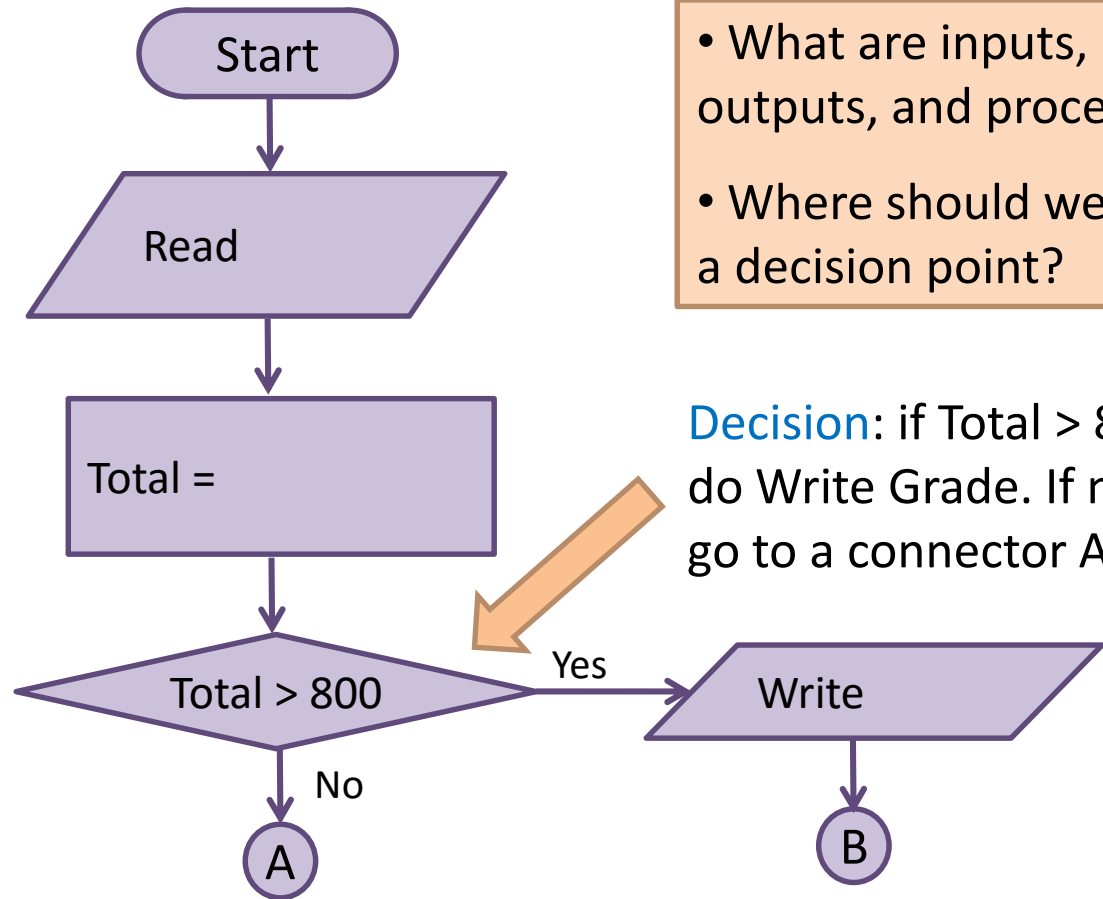 Start
• What are inputs,
outputs, and proce
Read
• Where should we
a decision point?
Decision: if Total > 8
Total =
do Write Grade. If
go to a connector A
Yes
Total > 800
Write
No
A
B